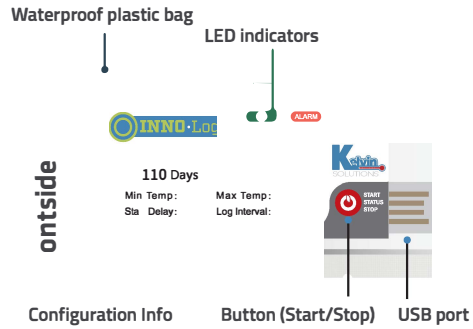 Waterproof plastic bag
LED indicators
INNO·Log
ALARM
Kelvin
SOLUTIONS
ontside
110 Days
START
STATUS
STOP
Min Temp: Max Temp:
Sta Delay: Log Interval:
Configuration Info
Button (Start/Stop)
USB port